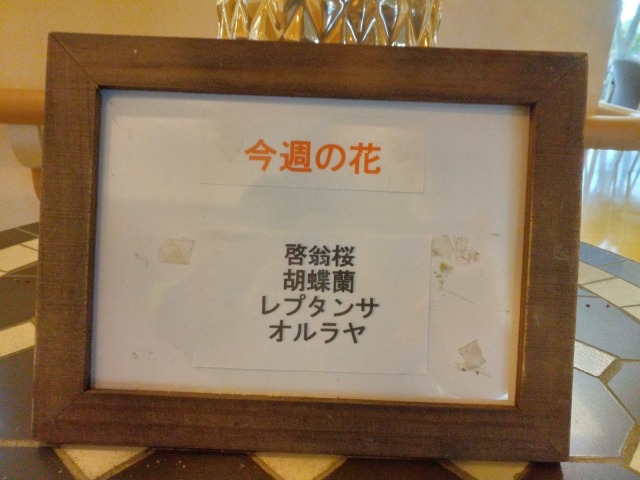 今週の花
啓翁桜
胡蝶蘭
レプタンサ
オルラヤ